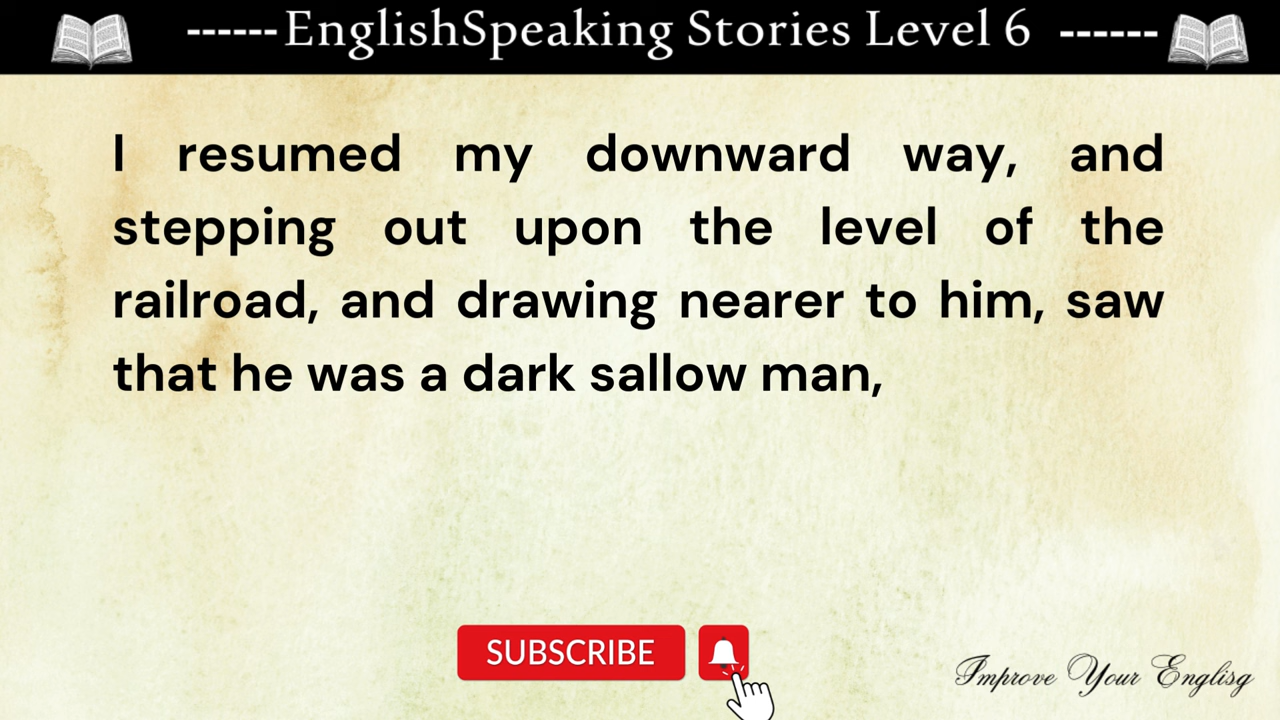 ------EnglishSpeaking Stories Level 6 ------
I resumed my downward way, and
stepping out upon the level of the
railroad, and drawing nearer to him, saw
that he was a dark sallow man,
SUBSCRIBE
Improve Your Englisg